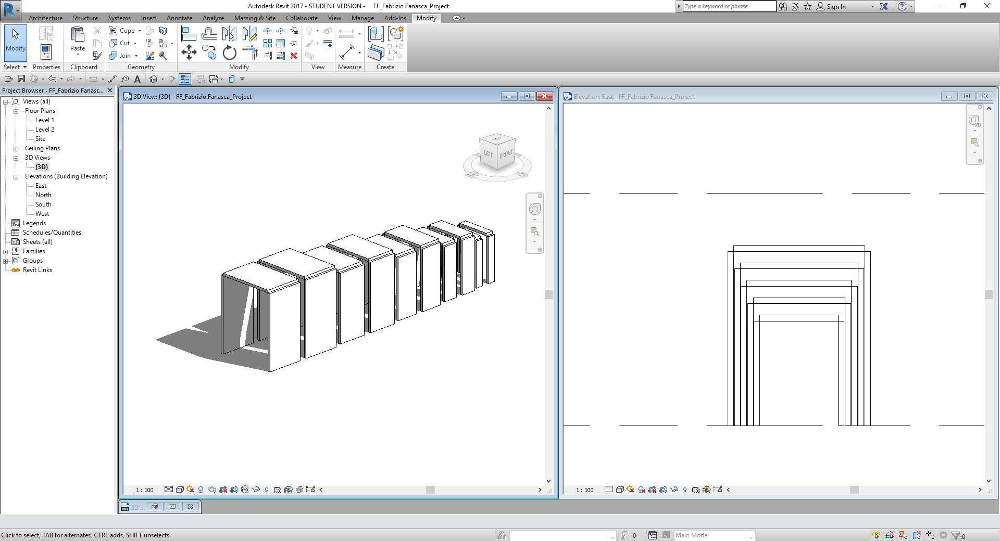 Autodesk Revit 2017 - STUDENT VERSION - FF_Fabrizio Fanasca_Project
Type a keyword or phrase
Sign In
Architecture Structure Systems Insert Annotate Analyze Massing & Site Collaborate View Manage Add-Ins Modify
Modify
Paste
Cope
Cut
Join
Select Properties Clipboard Geometry Modify View Measure Create
Project Browser - FF_Fabrizio Fanasc...
Views (all)
Floor Plans
Level 1
Level 2
Site
Ceiling Plans
3D Views
{3D}
Elevations (Building Elevation)
East
North
South
West
Legends
Schedules/Quantities
Sheets (all)
Families
Groups
Revit Links
3D View: {3D} - FF_Fabrizio Fanasca_Project
LEFT
FRONT
1 : 100
Elevation: East - FF_Fabrizio Fanasca_Project
2D
1 : 100
3D ...
Click to select, TAB for alternates, CTRL adds, SHIFT unselects.
:0
Main Model
:0